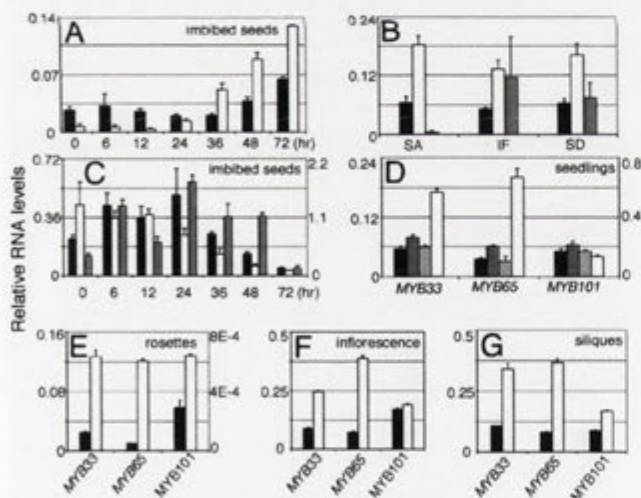 0.14 A imbibed seeds 0.24 B
0.07 0.12
0 0
0 6 12 24 36 48 72 (hr) SA IF SD
0.72 C imbibed seeds 2.2 0.24 D seedlings 0.8
0.36 1.1 0.12 0.4
0 0 0 0
0 6 12 24 36 48 72 (hr) MYB33 MYB65 MYB101
Relative RNA levels
0.16 E rosettes 8E-4 0.5 F inflorescence 0.5 G siliques
0.08 4E-4 0.25 0.25
0 0 0 0
MYB33 MYB65 MYB101 MYB33 MYB65 MYB101 MYB33 MYB65 MYB101